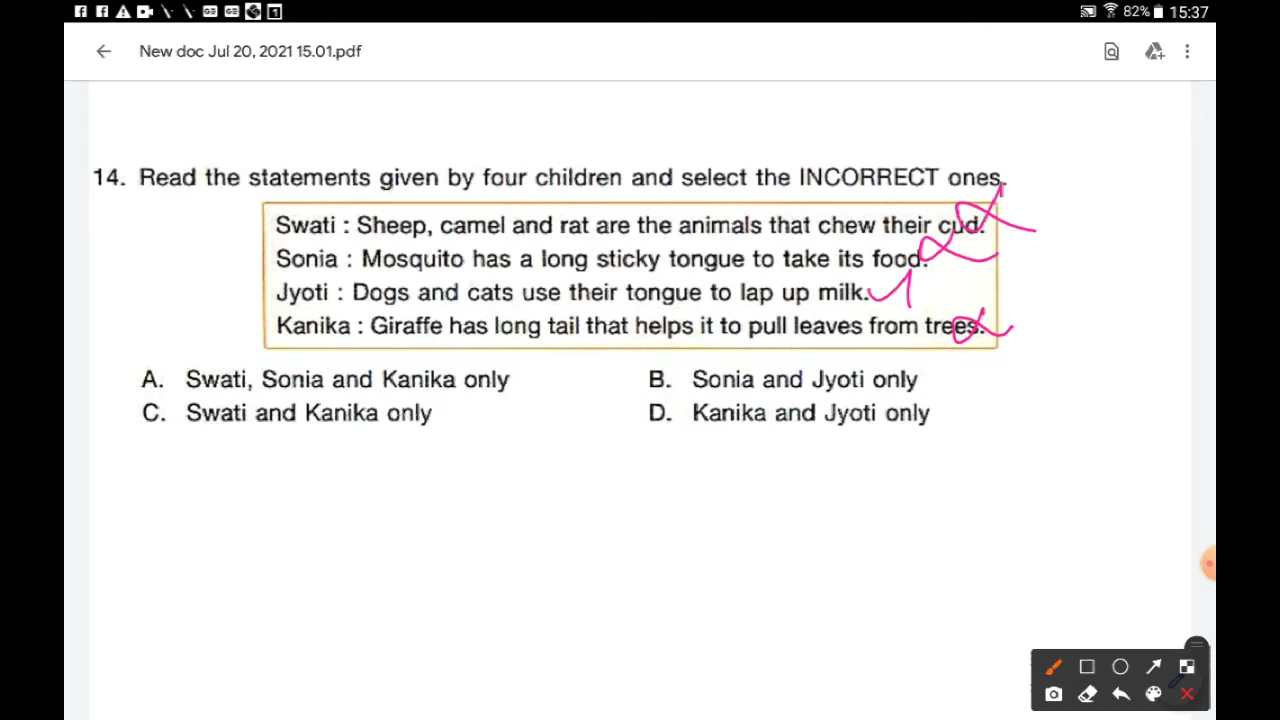 82% 15:37
New doc Jul 20, 2021 15.01.pdf
14. Read the statements given by four children and select the INCORRECT ones.
Swati : Sheep, camel and rat are the animals that chew their cud.
Sonia : Mosquito has a long sticky tongue to take its food.
Jyoti : Dogs and cats use their tongue to lap up milk.
Kanika : Giraffe has long tail that helps it to pull leaves from trees.
A. Swati, Sonia and Kanika only B. Sonia and Jyoti only
C. Swati and Kanika only D. Kanika and Jyoti only